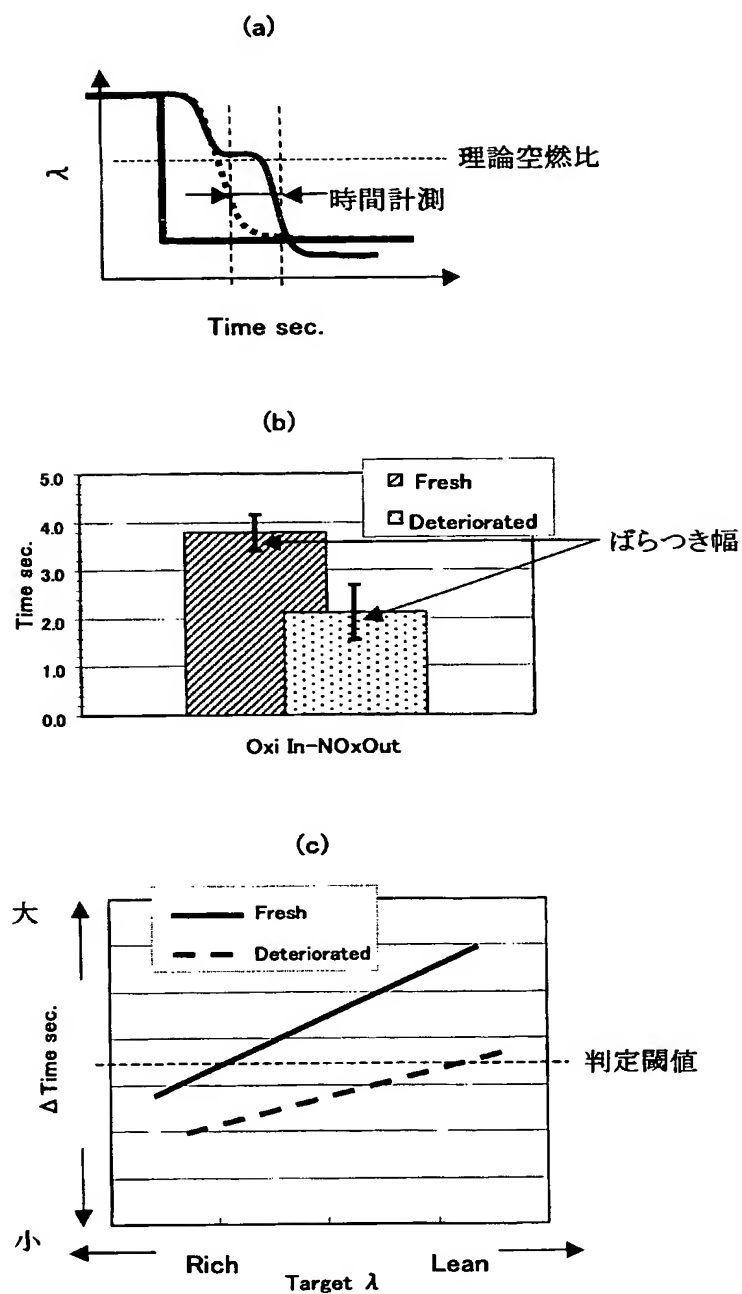 (a)
λ
理論空燃比
時間計測
Time sec.
(b)
5.0
4.0
3.0
2.0
1.0
0.0
Time sec.
Fresh
Deteriorated
ばらつき幅
Oxi In-NOxOut
(c)
大
小
Δ Time sec.
Fresh
Deteriorated
判定閾値
Rich
Lean
Target λ